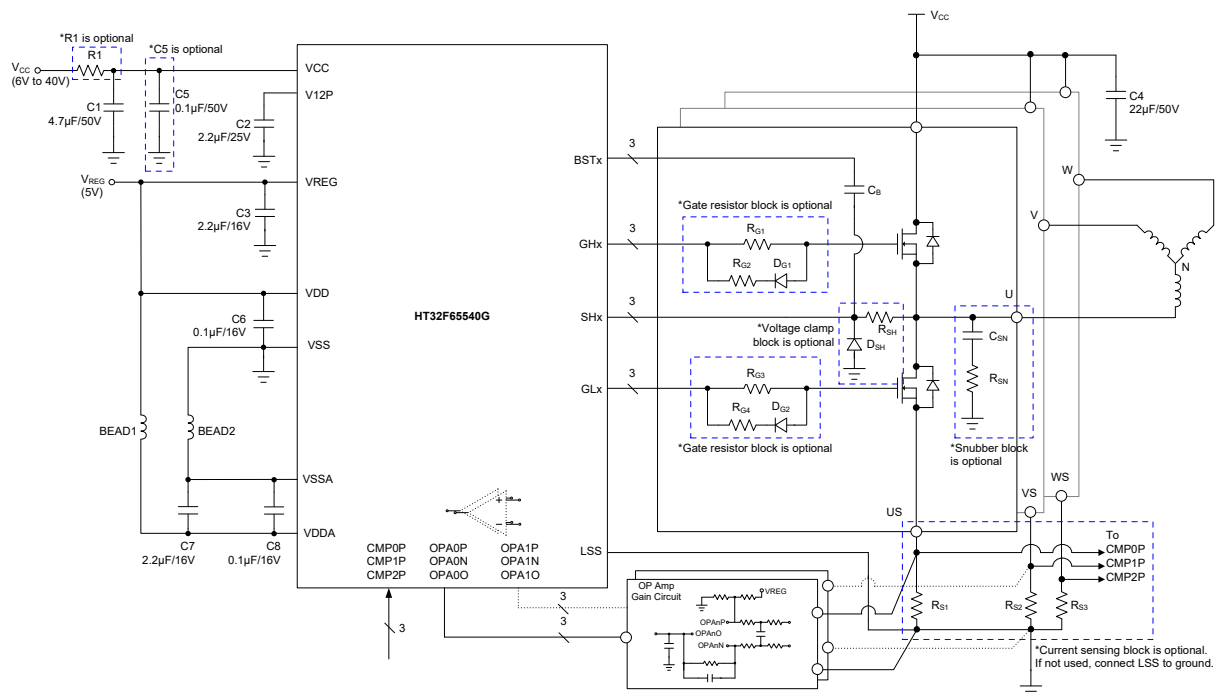 *R1 is optional
R1
*C5 is optional
VCC
(6V to 40V)
C1
4.7µF/50V
C5
0.1µF/50V
VCC
V12P
C2
2.2µF/25V
VREG
(5V)
VREG
C3
2.2µF/16V
VDD
C6
0.1µF/16V
VSS
BEAD1
BEAD2
VSSA
VDDA
C7
2.2µF/16V
C8
0.1µF/16V
HT32F65540G
CMP0P
CMP1P
CMP2P
OPA0P
OPA0N
OPA0O
OPA1P
OPA1N
OPA1O
3
BSTx
3
GHx
3
SHx
3
GLx
3
LSS
3
3
VCC
C4
22µF/50V
CB
*Gate resistor block is optional
RG1
RG2
DG1
*Voltage clamp
block is optional
RSH
DSH
RG3
RG4
DG2
*Gate resistor block is optional
CSN
RSN
*Snubber block
is optional
W
V
U
N
US
VS
WS
To
CMP0P
CMP1P
CMP2P
RS1
RS2
RS3
*Current sensing block is optional.
If not used, connect LSS to ground.
OP Amp
Gain Circuit
VREG
OPAnP
OPAnO
OPAnN